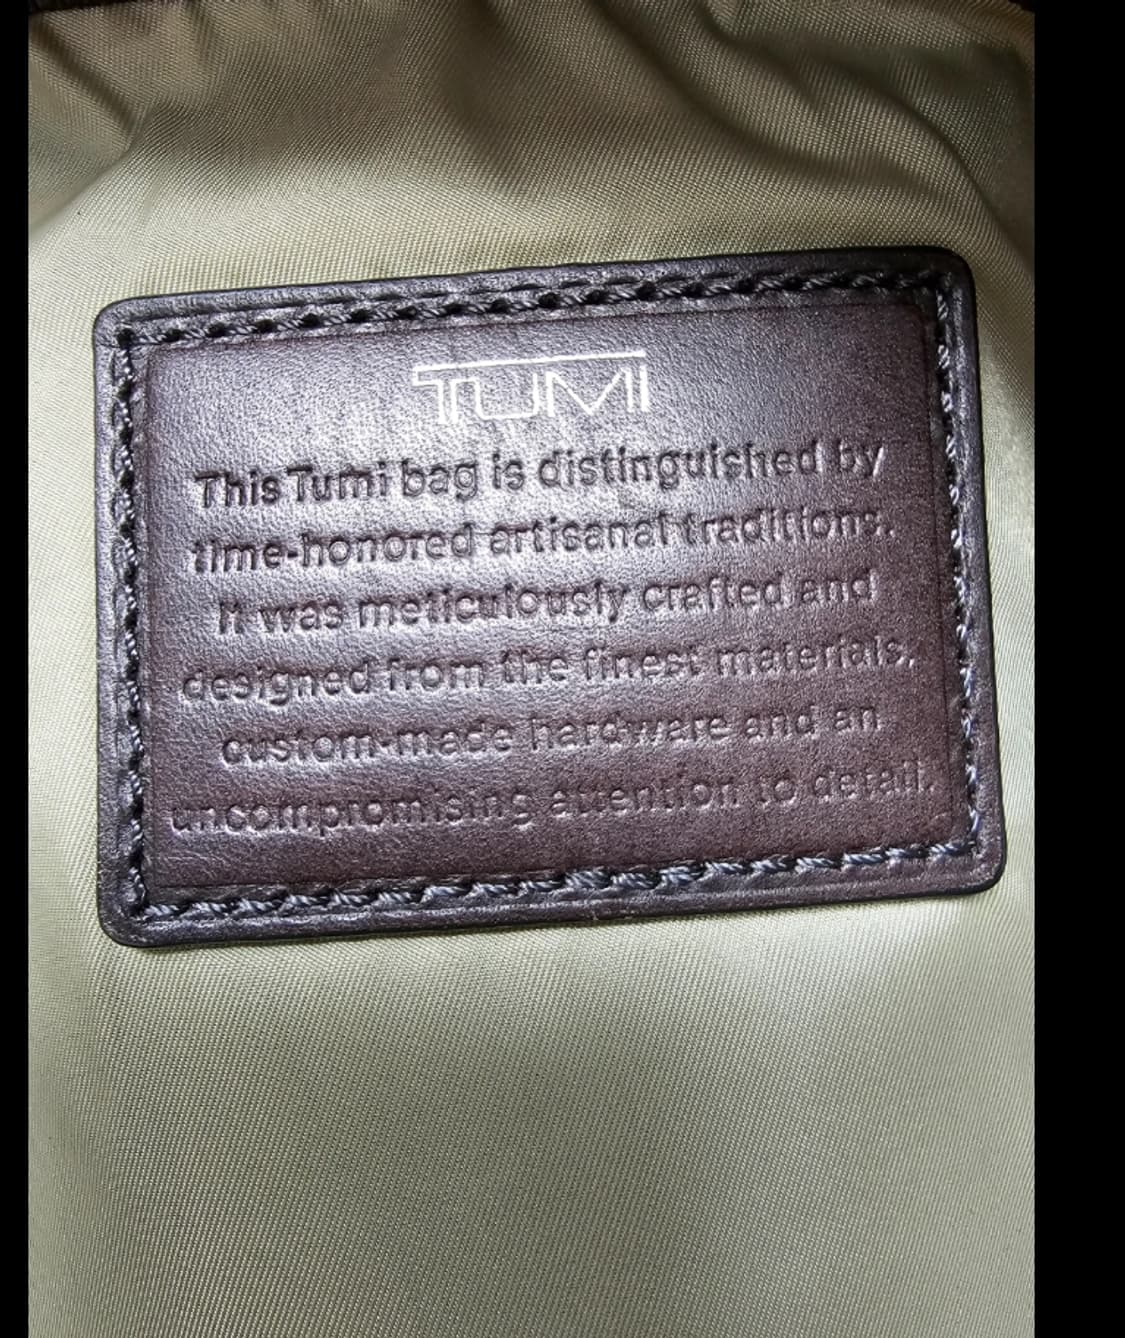 TUMI
This Tumi bag is distinguished by
time-honored artisanal traditions.
It was meticulously crafted and
designed from the finest materials,
custom-made hardware and an
uncompromising attention to detail.